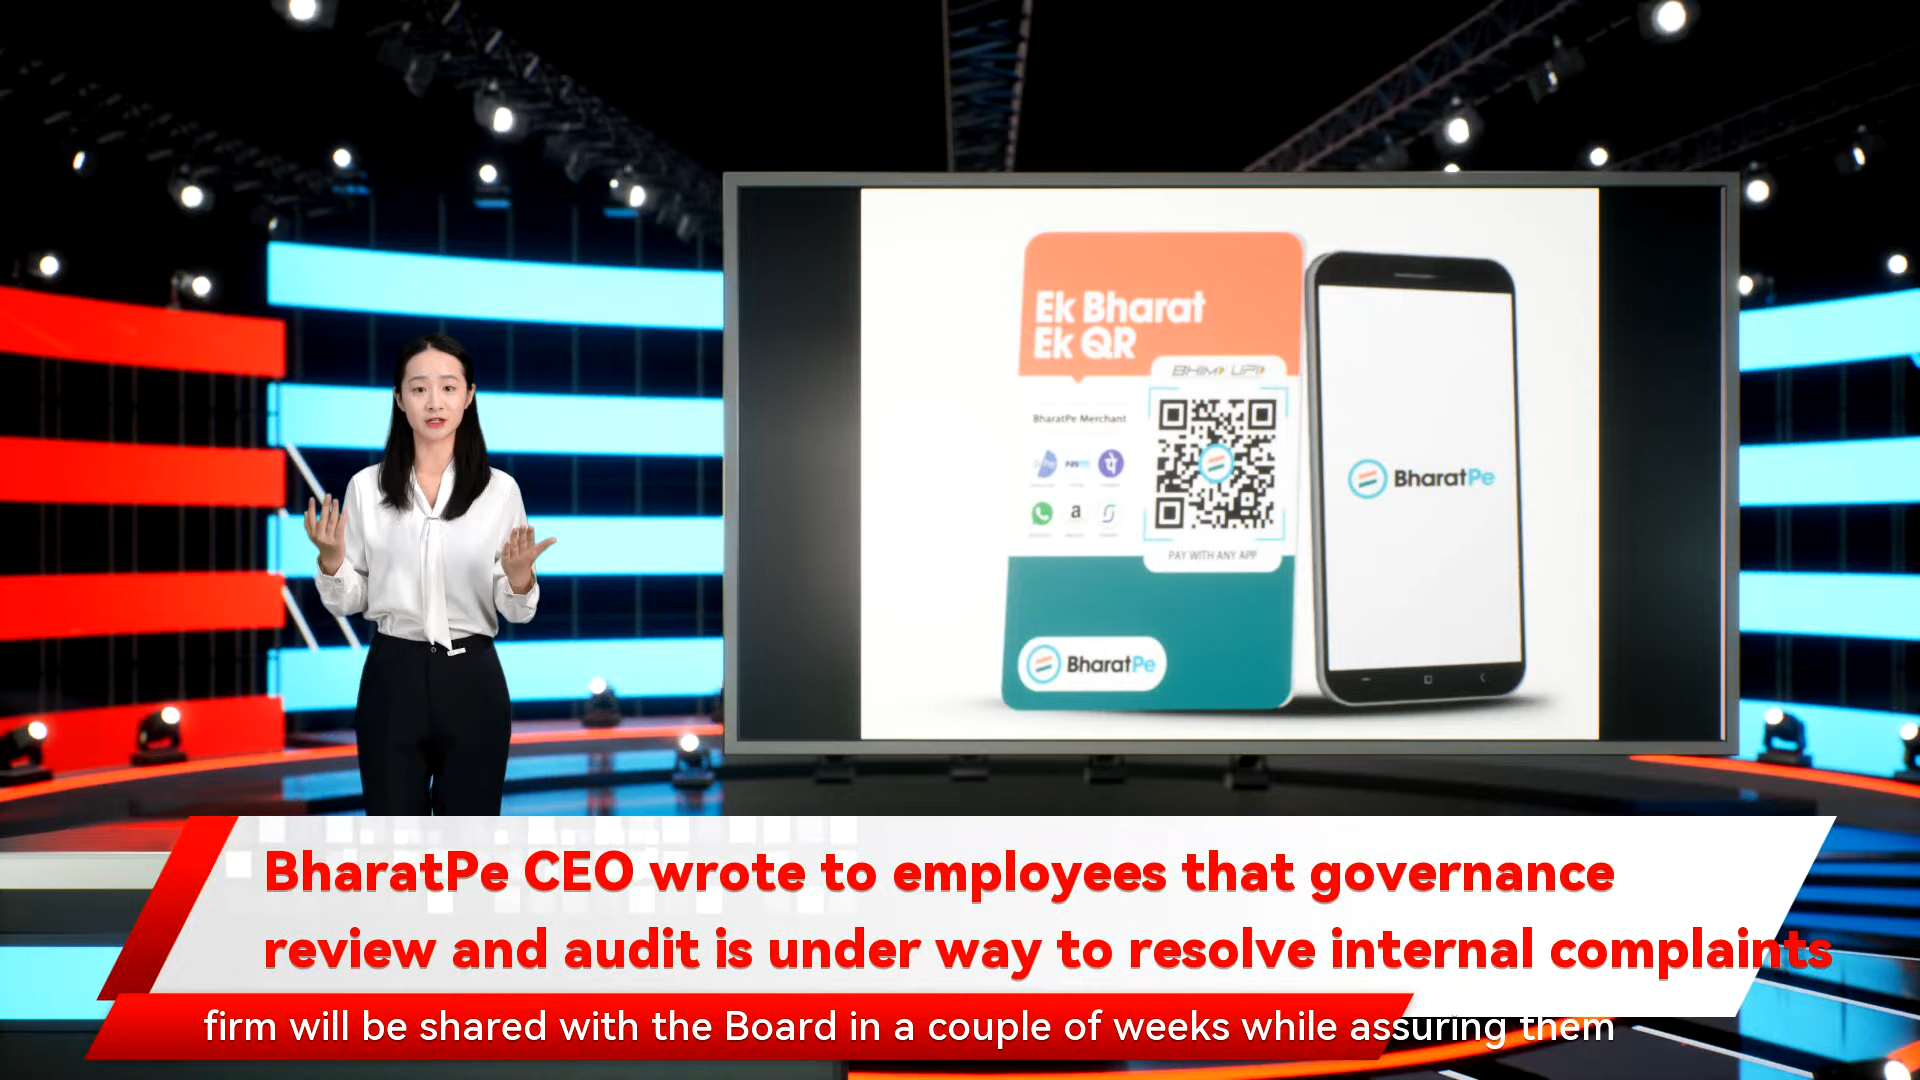 Ek Bharat
Ek QR
BHIM UPI
BharatPe Merchant
a
PAY WITH ANY APP
BharatPe
BharatPe
BharatPe CEO wrote to employees that governance
review and audit is under way to resolve internal complaints
firm will be shared with the Board in a couple of weeks while assuring them